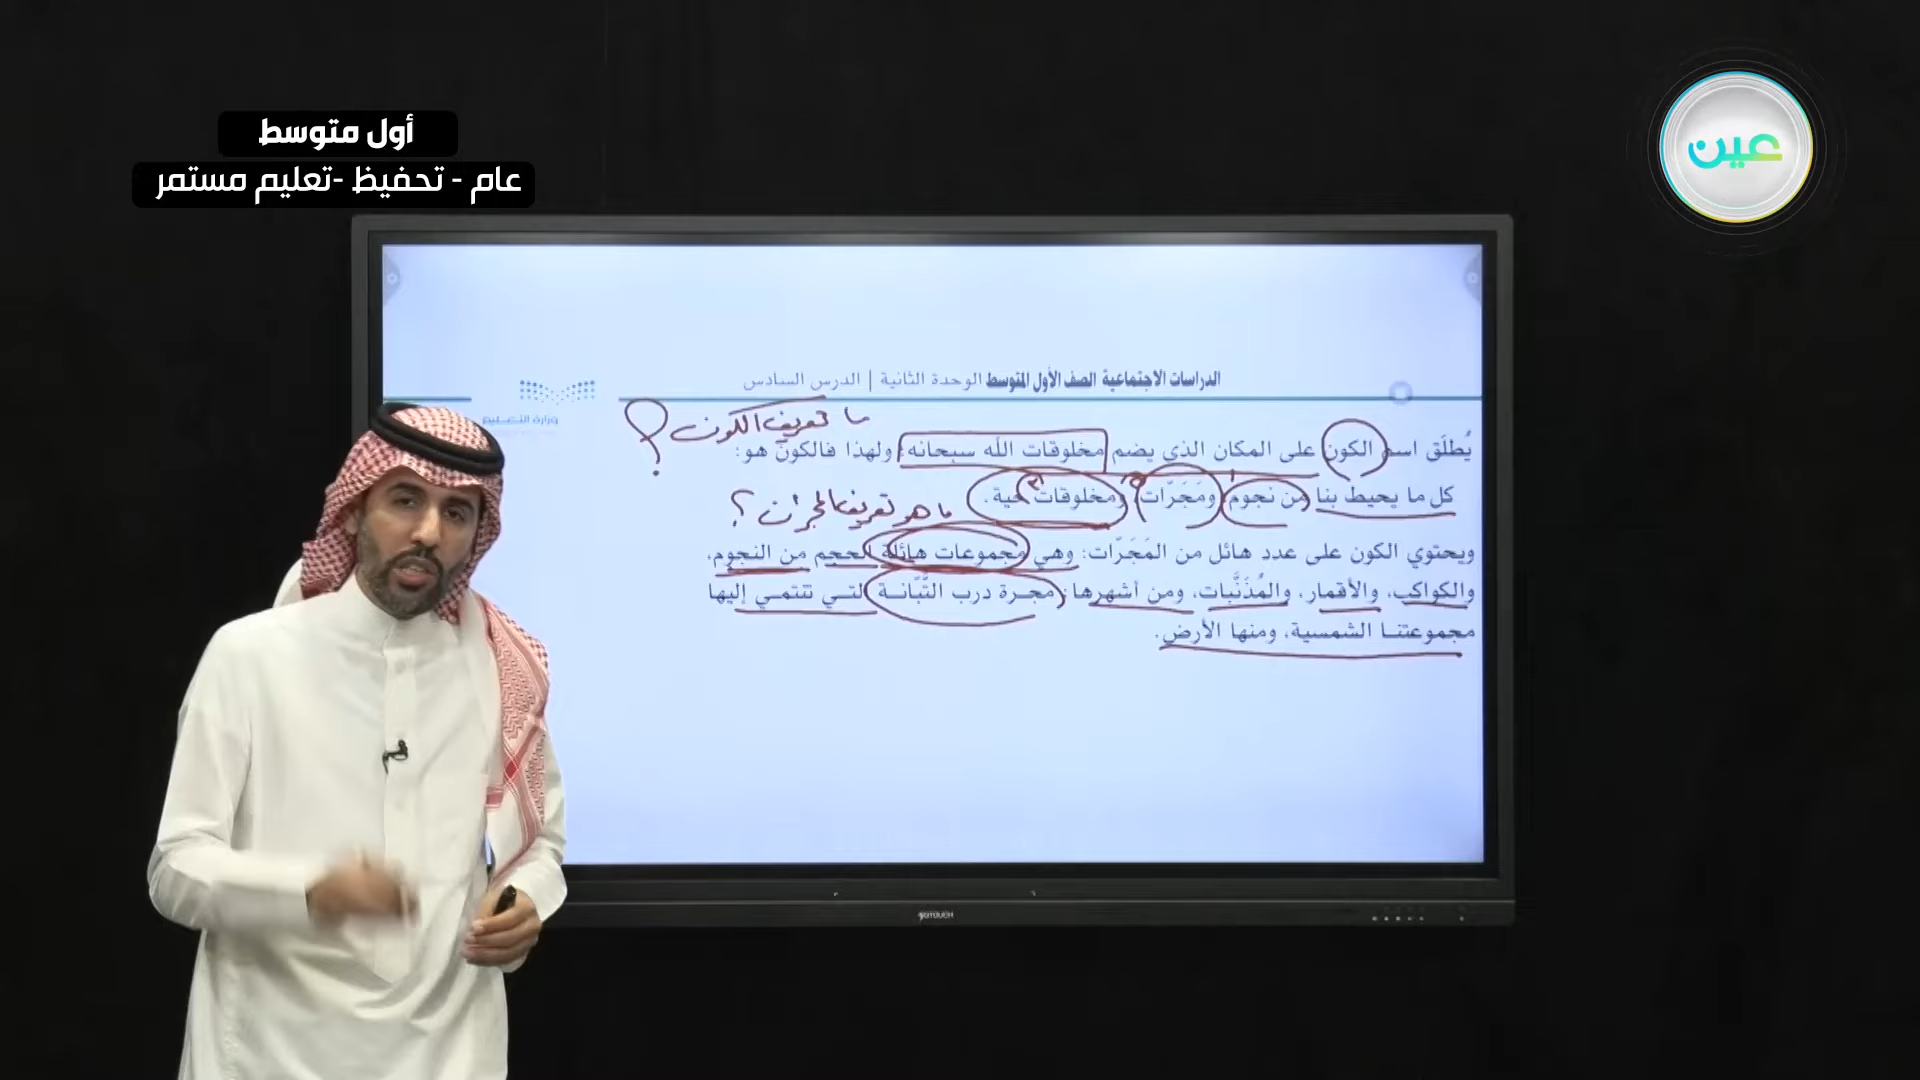 أول متوسط
عام - تحفيظ -تعليم مستمر
عين
الدراسات الاجتماعية الصف الأول المتوسط الوحدة الثانية | الدرس السادس
وزارة التعليم
ما تعريف الكون؟
يُطلَق اسم الكون على المكان الذي يضم مخلوقات الله سبحانه؛ ولهذا فالكون هو:
كل ما يحيط بنا من نجوم، ومَجَرّات، ومخلوقات حية.
ما هو تعريف المجرات؟
ويحتوي الكون على عدد هائل من المَجَرّات؛ وهي مجموعات هائلة الحجم من النجوم،
والكواكب، والأقمار، والمُذَنَّبات، ومن أشهرها: مجرة درب التَّبّانة التي تنتمي إليها
مجموعتنا الشمسية، ومنها الأرض.